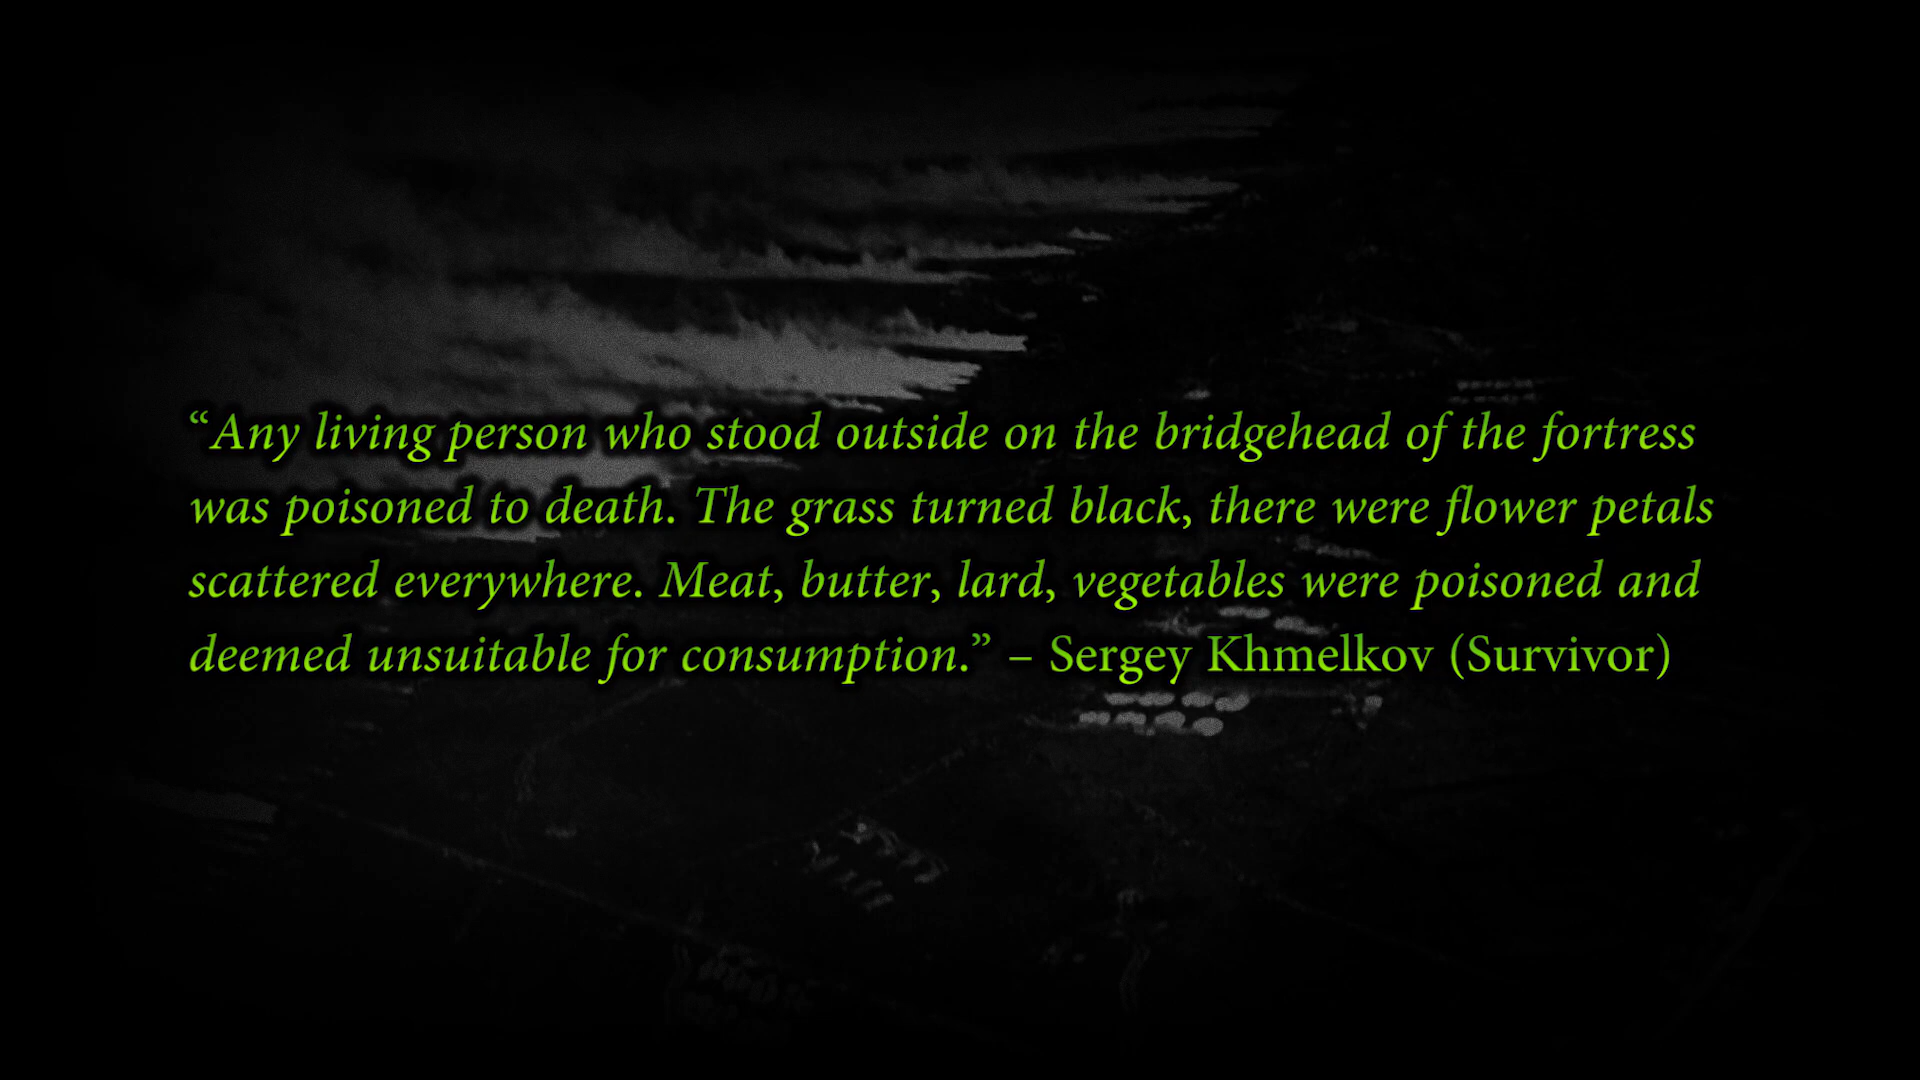 “Any living person who stood outside on the bridgehead of the fortress
was poisoned to death. The grass turned black, there were flower petals
scattered everywhere. Meat, butter, lard, vegetables were poisoned and
deemed unsuitable for consumption.” – Sergey Khmelkov (Survivor)